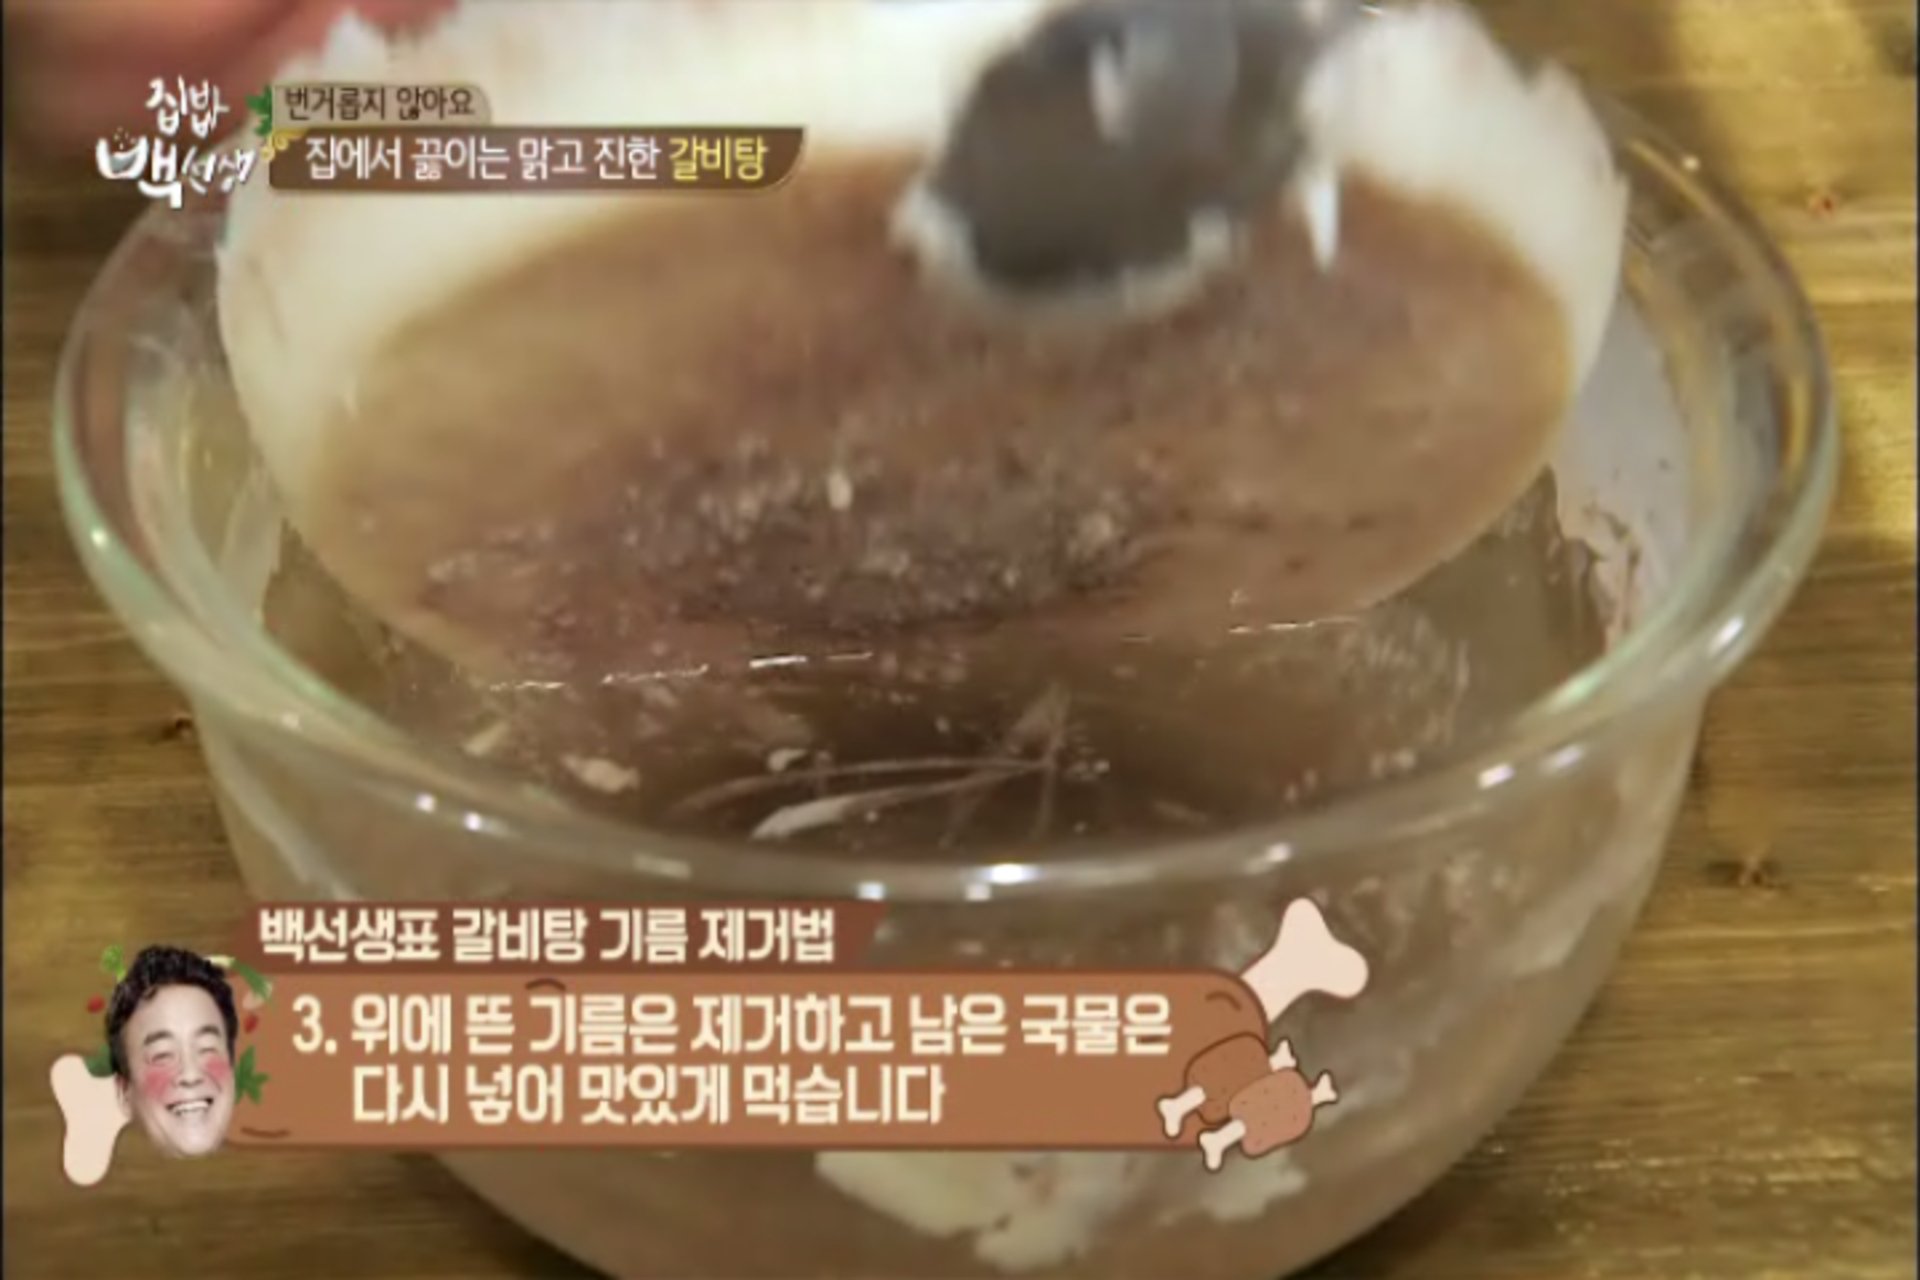 집밥
백선생
번거롭지 않아요
집에서 끓이는 맑고 진한 갈비탕
백선생표 갈비탕 기름 제거법
3. 위에 뜬 기름은 제거하고 남은 국물은
다시 넣어 맛있게 먹습니다